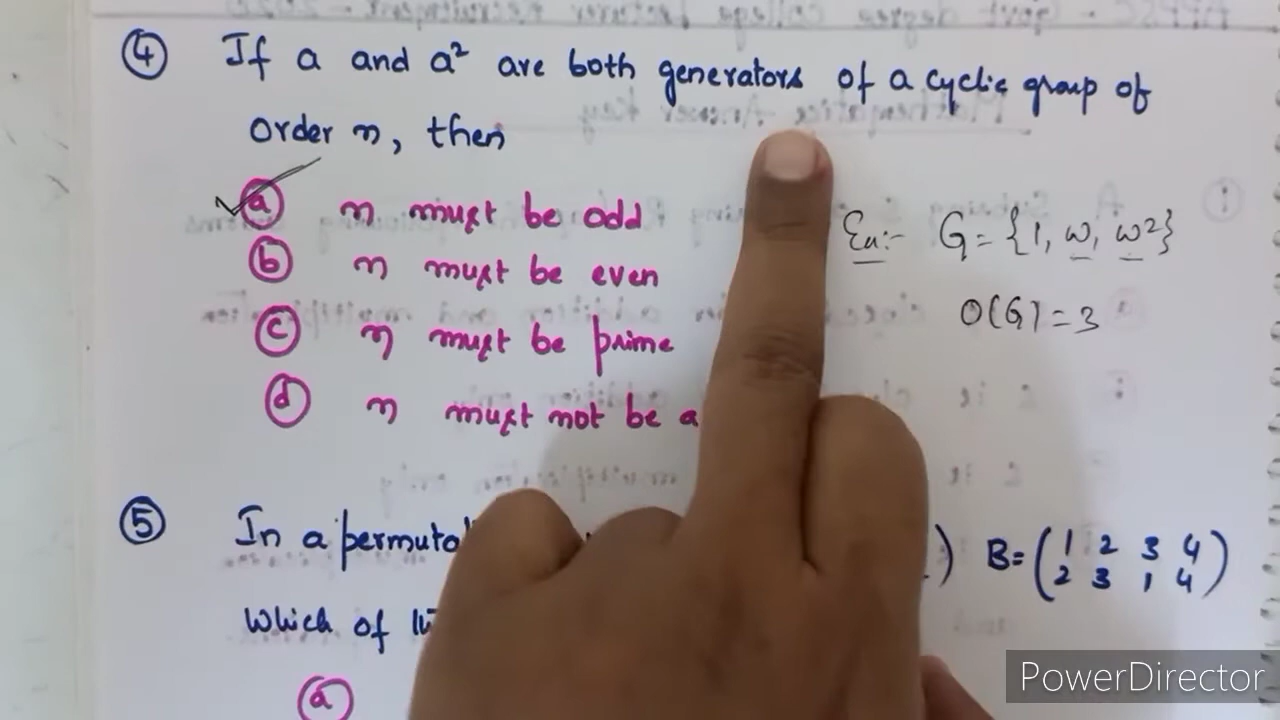 ④ If a and a² are both generators of a cyclic group of
order n, then
ⓐ n must be odd
ⓑ n must be even
ⓒ n must be prime
ⓓ n must not be a
Ex:- G = {1, ω, ω²}
O(G) = 3
⑤ In a B = (1 2 3 4
2 3 1 4)
Which of
ⓐ
PowerDirector